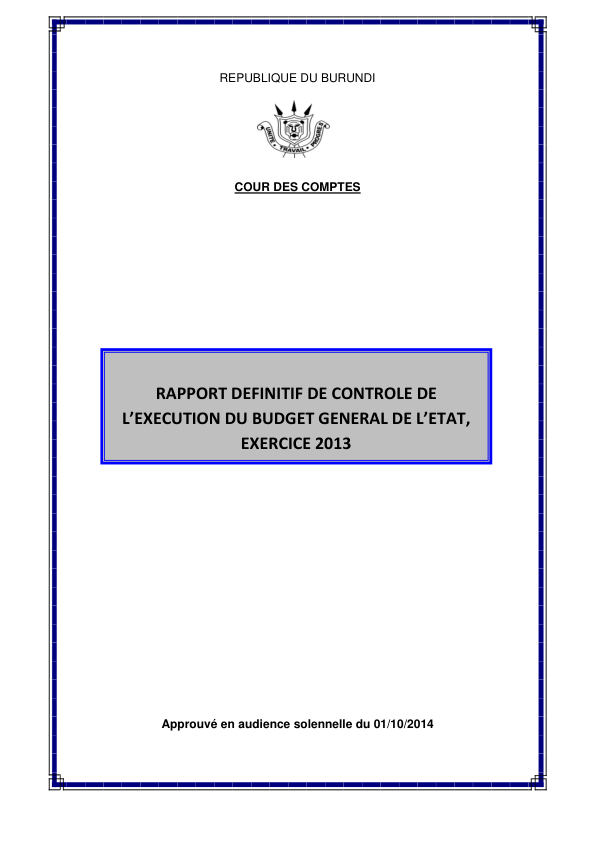 REPUBLIQUE DU BURUNDI
UNITE TRAVAIL PROGRES
COUR DES COMPTES
RAPPORT DEFINITIF DE CONTROLE DE
L’EXECUTION DU BUDGET GENERAL DE L’ETAT,
EXERCICE 2013
Approuvé en audience solennelle du 01/10/2014